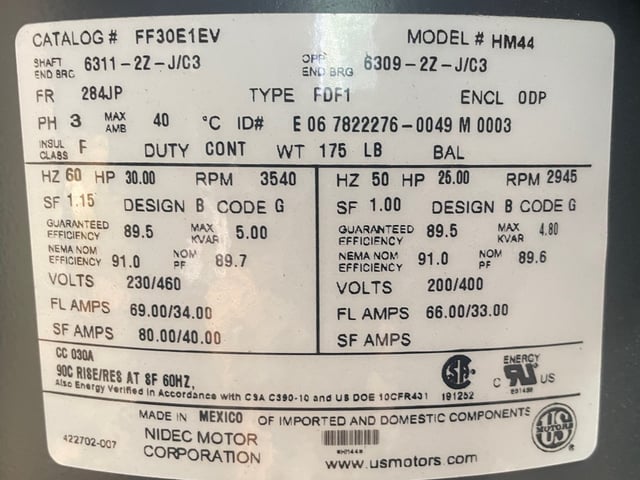 CATALOG # FF30E1EV MODEL # HM44
SHAFT END BRG 6311-2Z-J/C3 OPP END BRG 6309-2Z-J/C3
FR 284JP TYPE FDF1 ENCL ODP
PH 3 MAX AMB 40 °C ID# E 06 7822276-0049 M 0003
INSUL CLASS F DUTY CONT WT 175 LB BAL
HZ 60 HP 30.00 RPM 3540
SF 1.15 DESIGN B CODE G
GUARANTEED EFFICIENCY 89.5 MAX KVAR 5.00
NEMA NOM EFFICIENCY 91.0 NOM PF 89.7
VOLTS 230/460
FL AMPS 69.00/34.00
SF AMPS 80.00/40.00
HZ 50 HP 25.00 RPM 2945
SF 1.00 DESIGN B CODE G
GUARANTEED EFFICIENCY 89.5 MAX KVAR 4.80
NEMA NOM EFFICIENCY 91.0 NOM PF 89.6
VOLTS 200/400
FL AMPS 66.00/33.00
SF AMPS
CC 030A
90C RISE/RES AT SF 60HZ,
Also Energy Verified in Accordance with CSA C390-10 and US DOE 10CFR431
191252
ENERGY
C US
MADE IN MEXICO OF IMPORTED AND DOMESTIC COMPONENTS
422702-007 NIDEC MOTOR CORPORATION
www.usmotors.com
US MOTORS